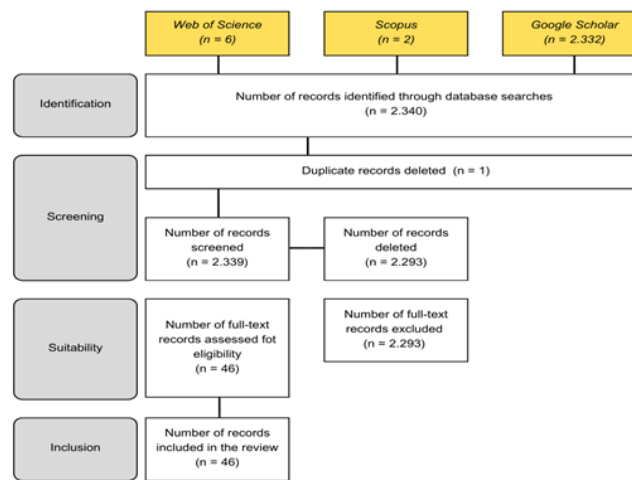 Web of Science
(n = 6)
Scopus
(n = 2)
Google Scholar
(n = 2.332)
Identification
Number of records identified through database searches
(n = 2.340)
Duplicate records deleted (n = 1)
Screening
Number of records
screened
(n = 2.339)
Number of records
deleted
(n = 2.293)
Suitability
Number of full-text
records assessed fot
eligibility
(n = 46)
Number of full-text
records excluded
(n = 2.293)
Inclusion
Number of records
included in the review
(n = 46)